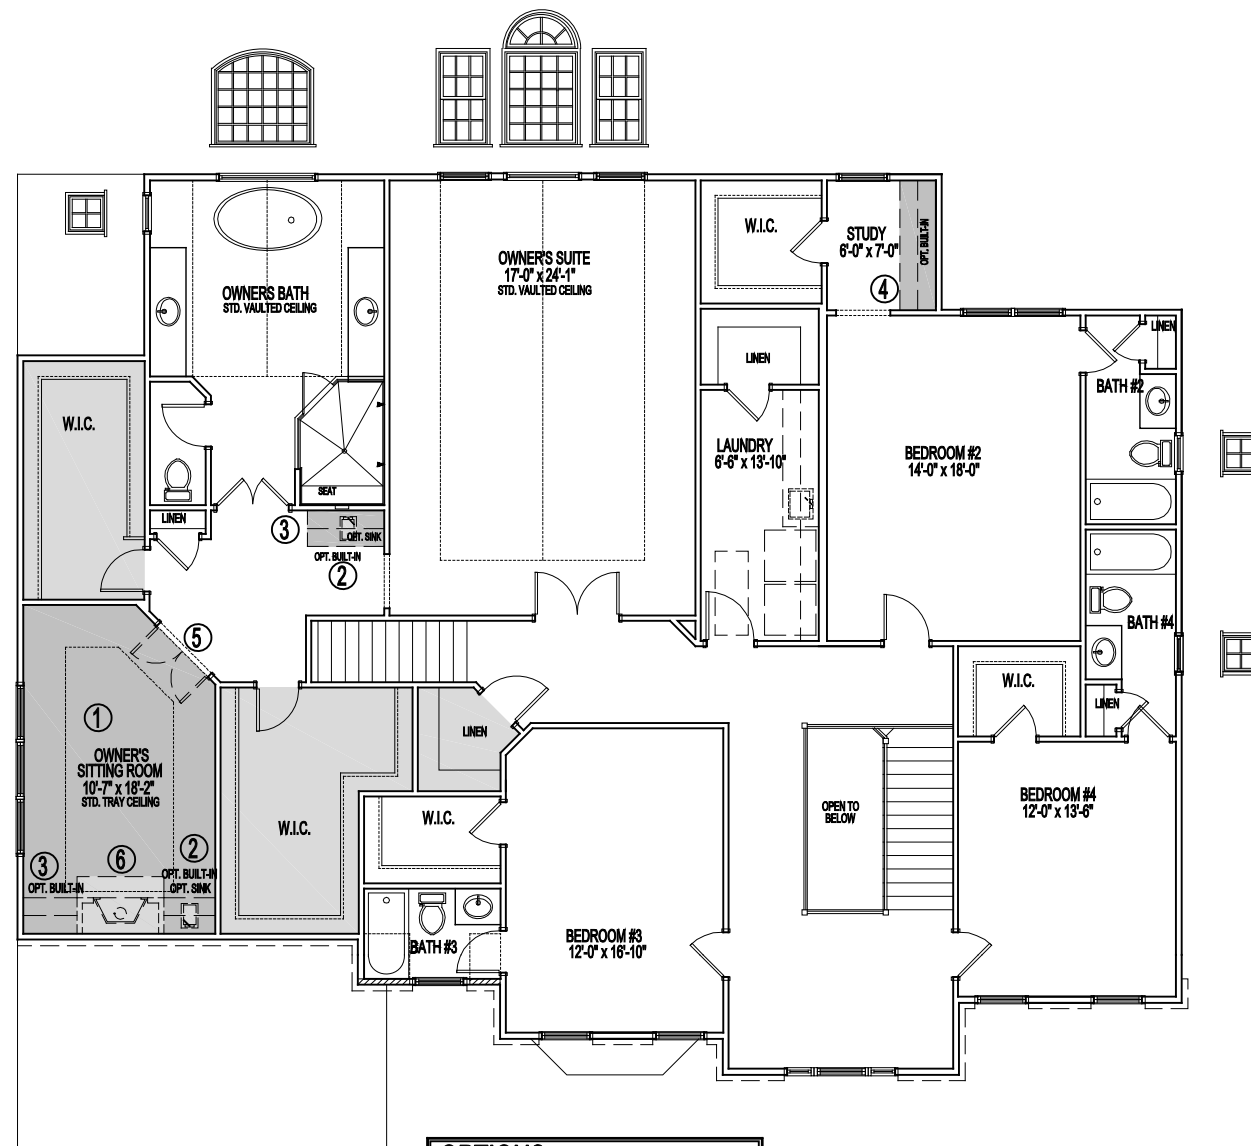 W.I.C.
STUDY
6'-0" x 7'-0"
OPT. BUILT-IN
4
OWNER'S SUITE
17'-0" x 24'-1"
STD. VAULTED CEILING
OWNERS BATH
STD. VAULTED CEILING
LINEN
LINEN
BATH #2
W.I.C.
LAUNDRY
6'-6" x 13'-10"
BEDROOM #2
14'-0" x 18'-0"
SEAT
LINEN
3
OPT. SINK
OPT. BUILT-IN
2
5
BATH #4
W.I.C.
LINEN
1
LINEN
OWNER'S
SITTING ROOM
10'-7" x 18'-2"
STD. TRAY CEILING
W.I.C.
W.I.C.
OPEN TO
BELOW
BEDROOM #4
12'-0" x 13'-6"
3
6
2
OPT. BUILT-IN
OPT. BUILT-IN
OPT. SINK
BATH #3
BEDROOM #3
12'-0" x 16'-10"
OPTIONS